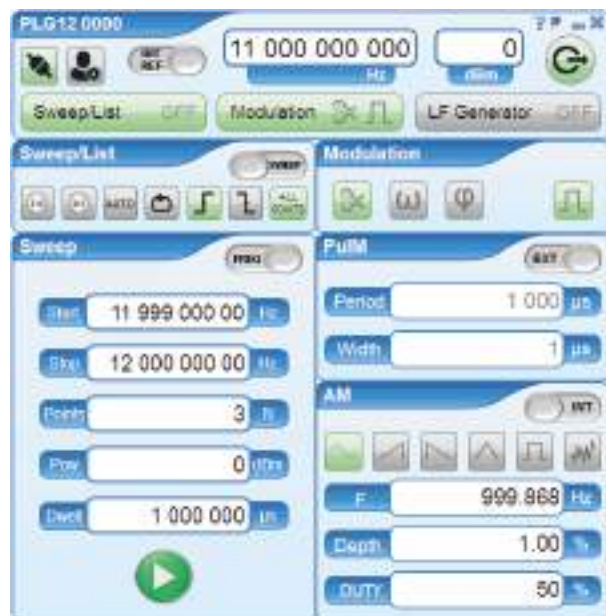 PLG12 0000
INT REF
11 000 000 000
Hz
0
dBm
Sweep/List OFF
Modulation
LF Generator OFF
Sweep/List
SWEEP
AUTO
Modulation
ω
φ
Sweep
FREQ
Start 11 999 000 00 Hz
Stop 12 000 000 00 Hz
Points 3 N
Pow 0 dBm
Dwell 1 000 000 µs
PulM
EXT
Period 1 000 µs
Width 1 µs
AM
INT
F 999.868 Hz
Depth 1.00 %
DUTY 50 %